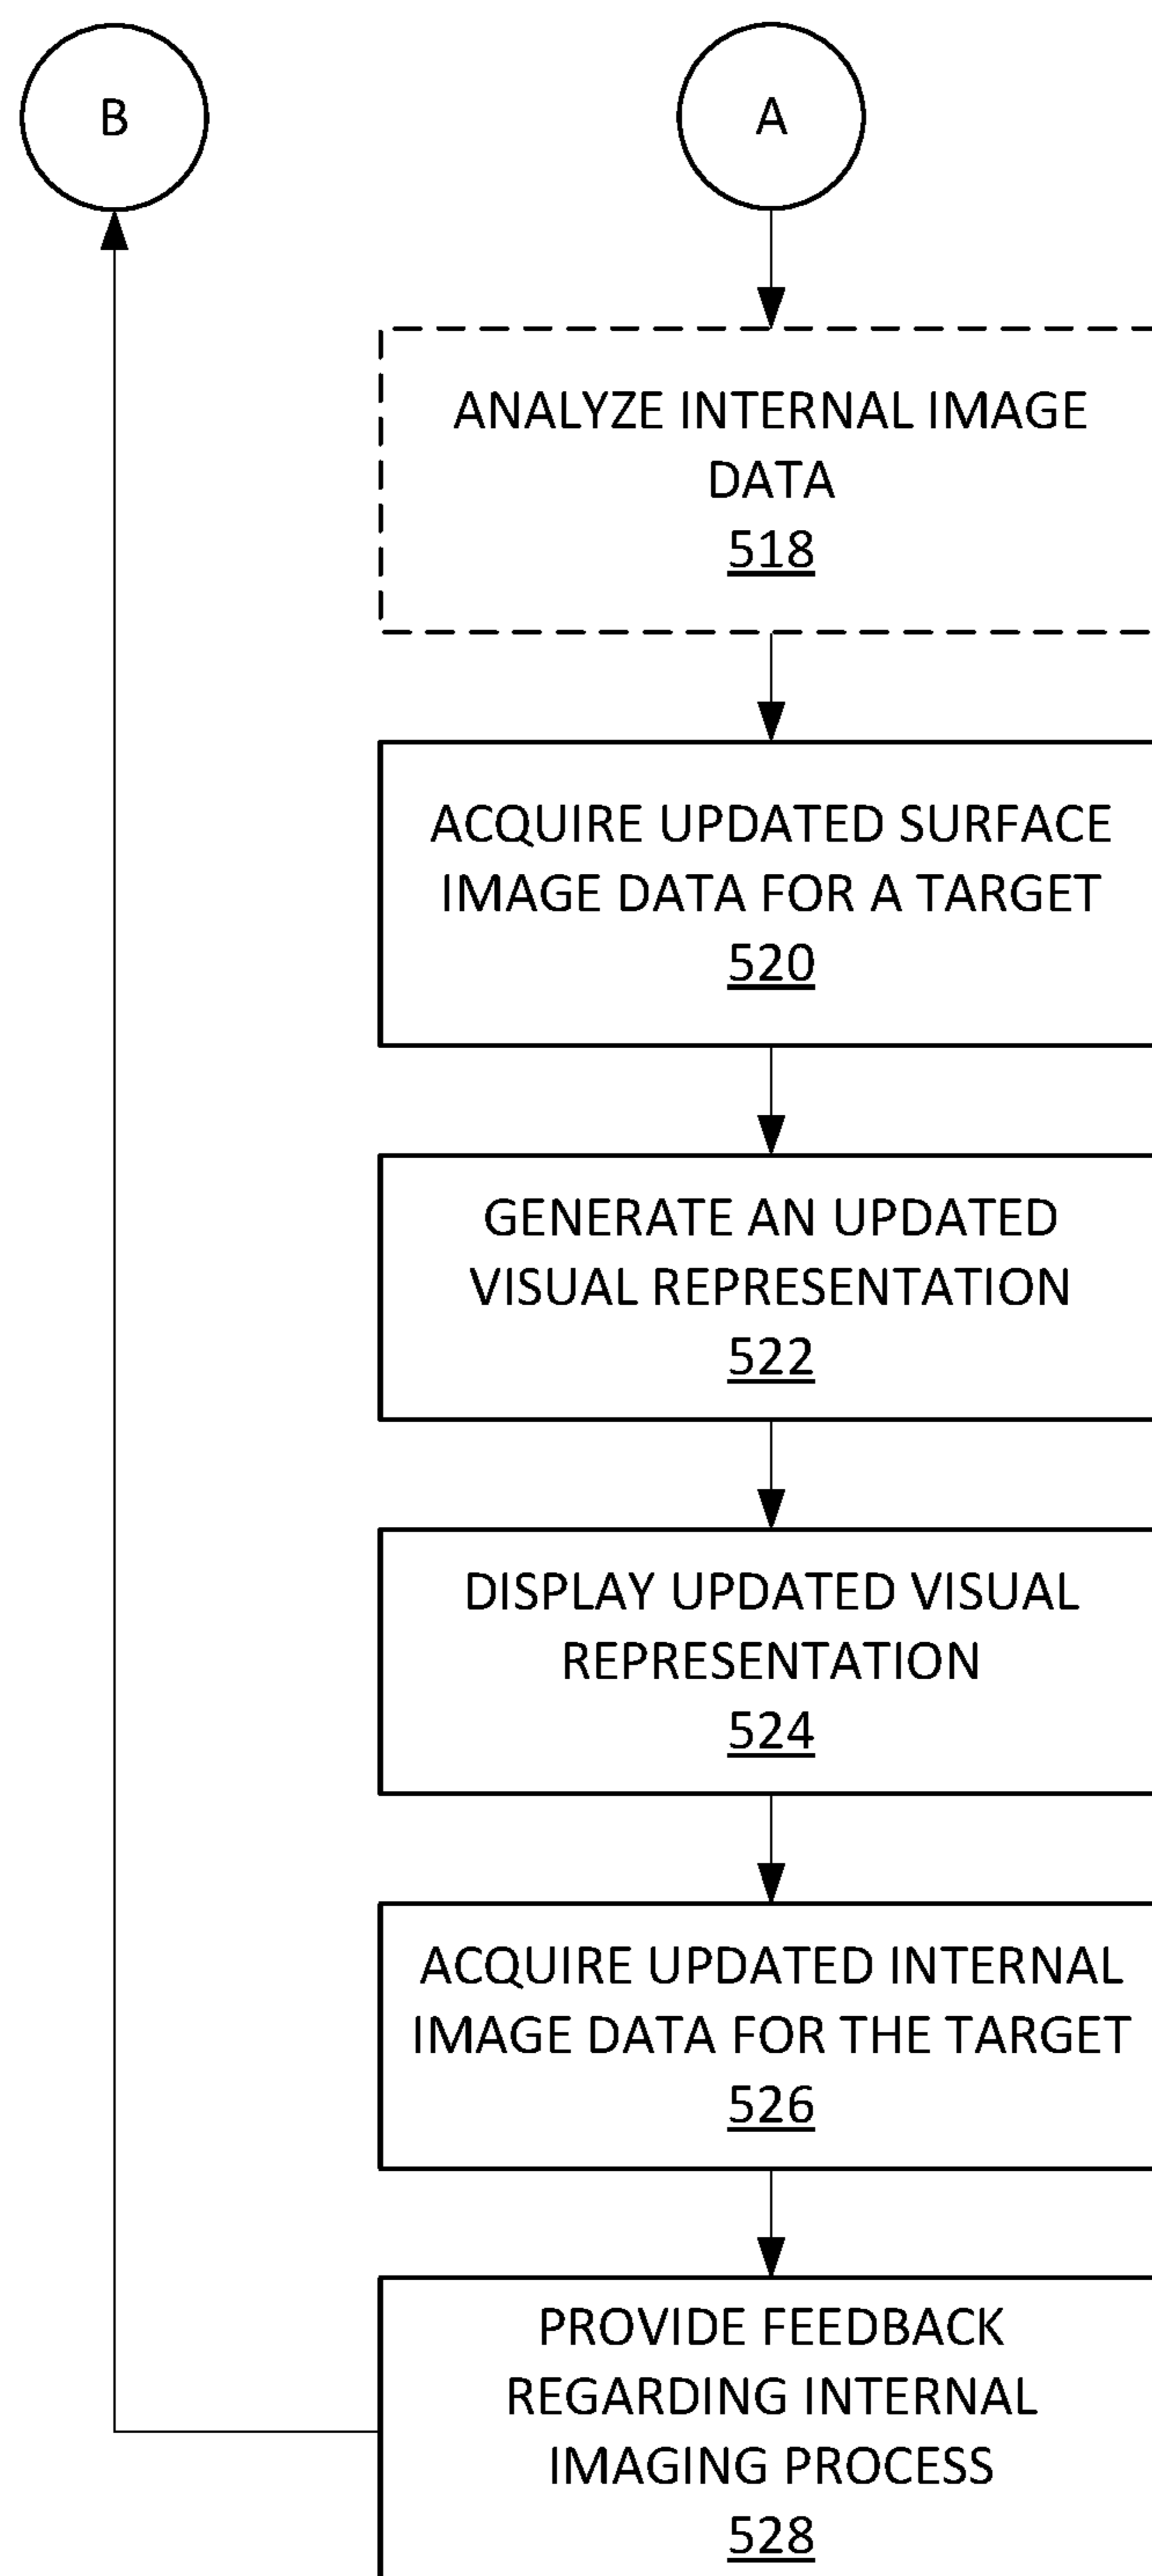 B
A
ANALYZE INTERNAL IMAGE
DATA
518
ACQUIRE UPDATED SURFACE
IMAGE DATA FOR A TARGET
520
GENERATE AN UPDATED
VISUAL REPRESENTATION
522
DISPLAY UPDATED VISUAL
REPRESENTATION
524
ACQUIRE UPDATED INTERNAL
IMAGE DATA FOR THE TARGET
526
PROVIDE FEEDBACK
REGARDING INTERNAL
IMAGING PROCESS
528